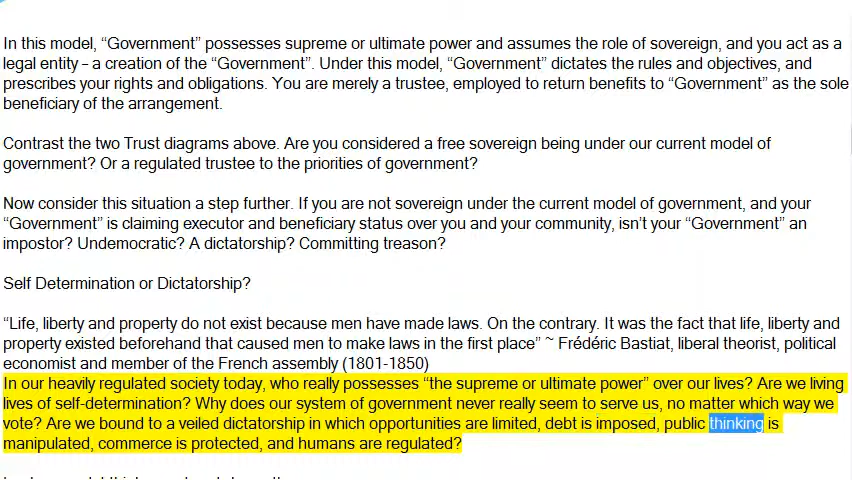 In this model, “Government” possesses supreme or ultimate power and assumes the role of sovereign, and you act as a
legal entity – a creation of the “Government”. Under this model, “Government” dictates the rules and objectives, and
prescribes your rights and obligations. You are merely a trustee, employed to return benefits to “Government” as the sole
beneficiary of the arrangement.
Contrast the two Trust diagrams above. Are you considered a free sovereign being under our current model of
government? Or a regulated trustee to the priorities of government?
Now consider this situation a step further. If you are not sovereign under the current model of government, and your
“Government” is claiming executor and beneficiary status over you and your community, isn’t your “Government” an
impostor? Undemocratic? A dictatorship? Committing treason?
Self Determination or Dictatorship?
“Life, liberty and property do not exist because men have made laws. On the contrary. It was the fact that life, liberty and
property existed beforehand that caused men to make laws in the first place” ~ Frédéric Bastiat, liberal theorist, political
economist and member of the French assembly (1801-1850)
In our heavily regulated society today, who really possesses “the supreme or ultimate power” over our lives? Are we living
lives of self-determination? Why does our system of government never really seem to serve us, no matter which way we
vote? Are we bound to a veiled dictatorship in which opportunities are limited, debt is imposed, public thinking is
manipulated, commerce is protected, and humans are regulated?